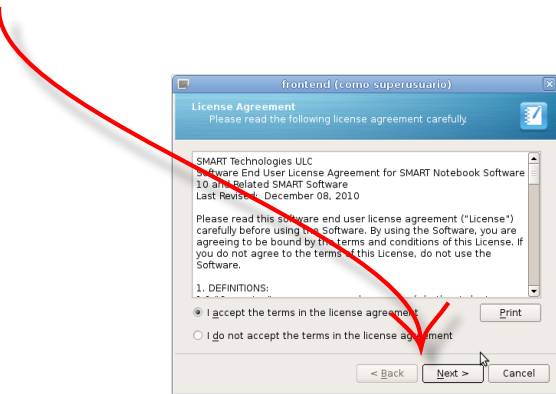 frontend (como superusuario)
License Agreement
Please read the following license agreement carefully.
SMART Technologies ULC
Software End User License Agreement for SMART Notebook Software
10 and Related SMART Software
Last Revised: December 08, 2010
Please read this software end user license agreement ("License")
carefully before using the Software. By using the Software, you are
agreeing to be bound by the terms and conditions of this License. If
you do not agree to the terms of this License, do not use the
Software.
1. DEFINITIONS:
I accept the terms in the license agreement
Print
I do not accept the terms in the license agreement
< Back
Next >
Cancel